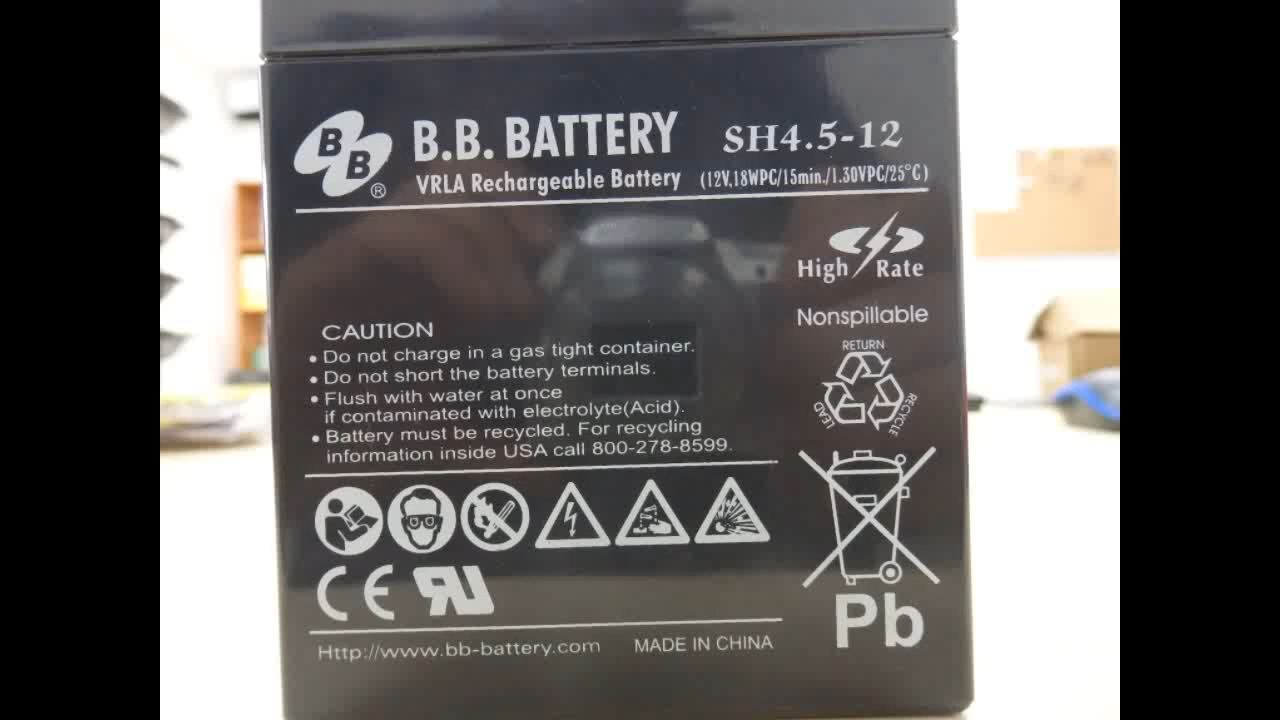 BB ®
B.B. BATTERY
VRLA Rechargeable Battery
SH4.5-12
(12V,18WPC/15min./1.30VPC/25°C)
High Rate
Nonspillable
RETURN
LEAD
RECYCLE
CAUTION
• Do not charge in a gas tight container.
• Do not short the battery terminals.
• Flush with water at once
if contaminated with electrolyte(Acid).
• Battery must be recycled. For recycling
information inside USA call 800-278-8599.
CE RU
Pb
Http://www.bb-battery.com
MADE IN CHINA